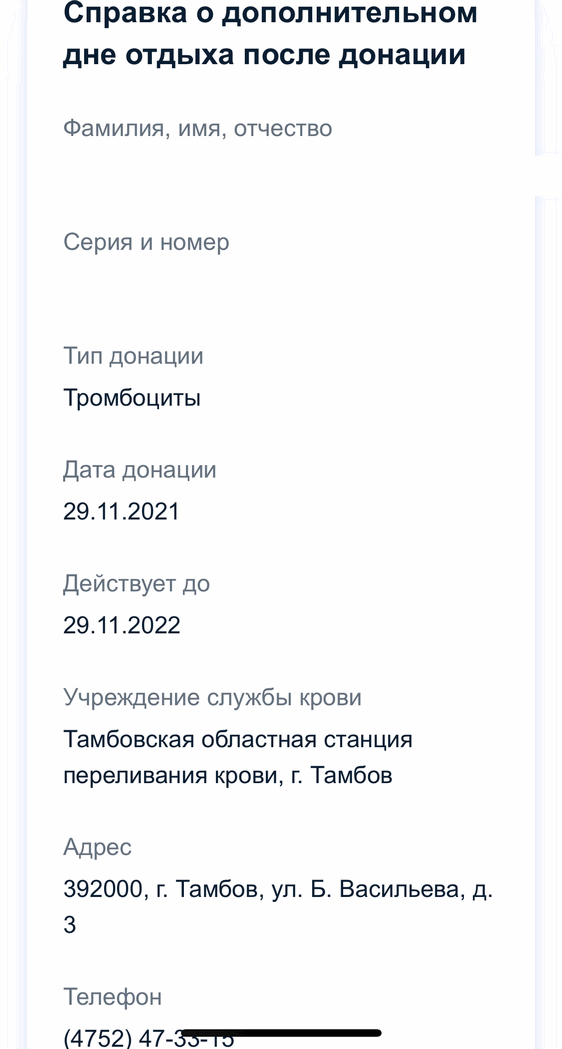 Справка о дополнительном
дне отдыха после донации
Фамилия, имя, отчество
Серия и номер
Тип донации
Тромбоциты
Дата донации
29.11.2021
Действует до
29.11.2022
Учреждение службы крови
Тамбовская областная станция
переливания крови, г. Тамбов
Адрес
392000, г. Тамбов, ул. Б. Васильева, д.
3
Телефон
(4752) 47-33-15